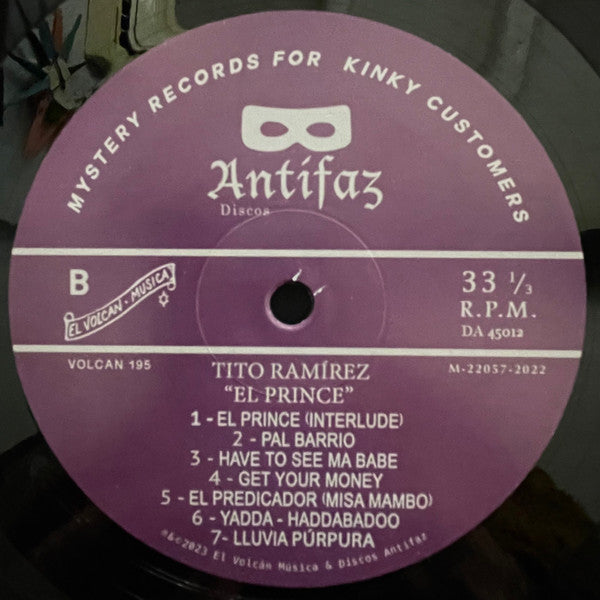 MYSTERY RECORDS FOR KINKY CUSTOMERS
Antifaz
Discos
B
EL VOLCAN · MUSICA
33 ⅓
R.P.M.
DA 45012
VOLCAN 195
TITO RAMÍREZ
M-22057-2022
“EL PRINCE”
1 - EL PRINCE (INTERLUDE)
2 - PAL BARRIO
3 - HAVE TO SEE MA BABE
4 - GET YOUR MONEY
5 - EL PREDICADOR (MISA MAMBO)
6 - YADDA - HADDABADOO
7- LLUVIA PÚRPURA
℗&©2023 El Volcán Música & Discos Antifaz